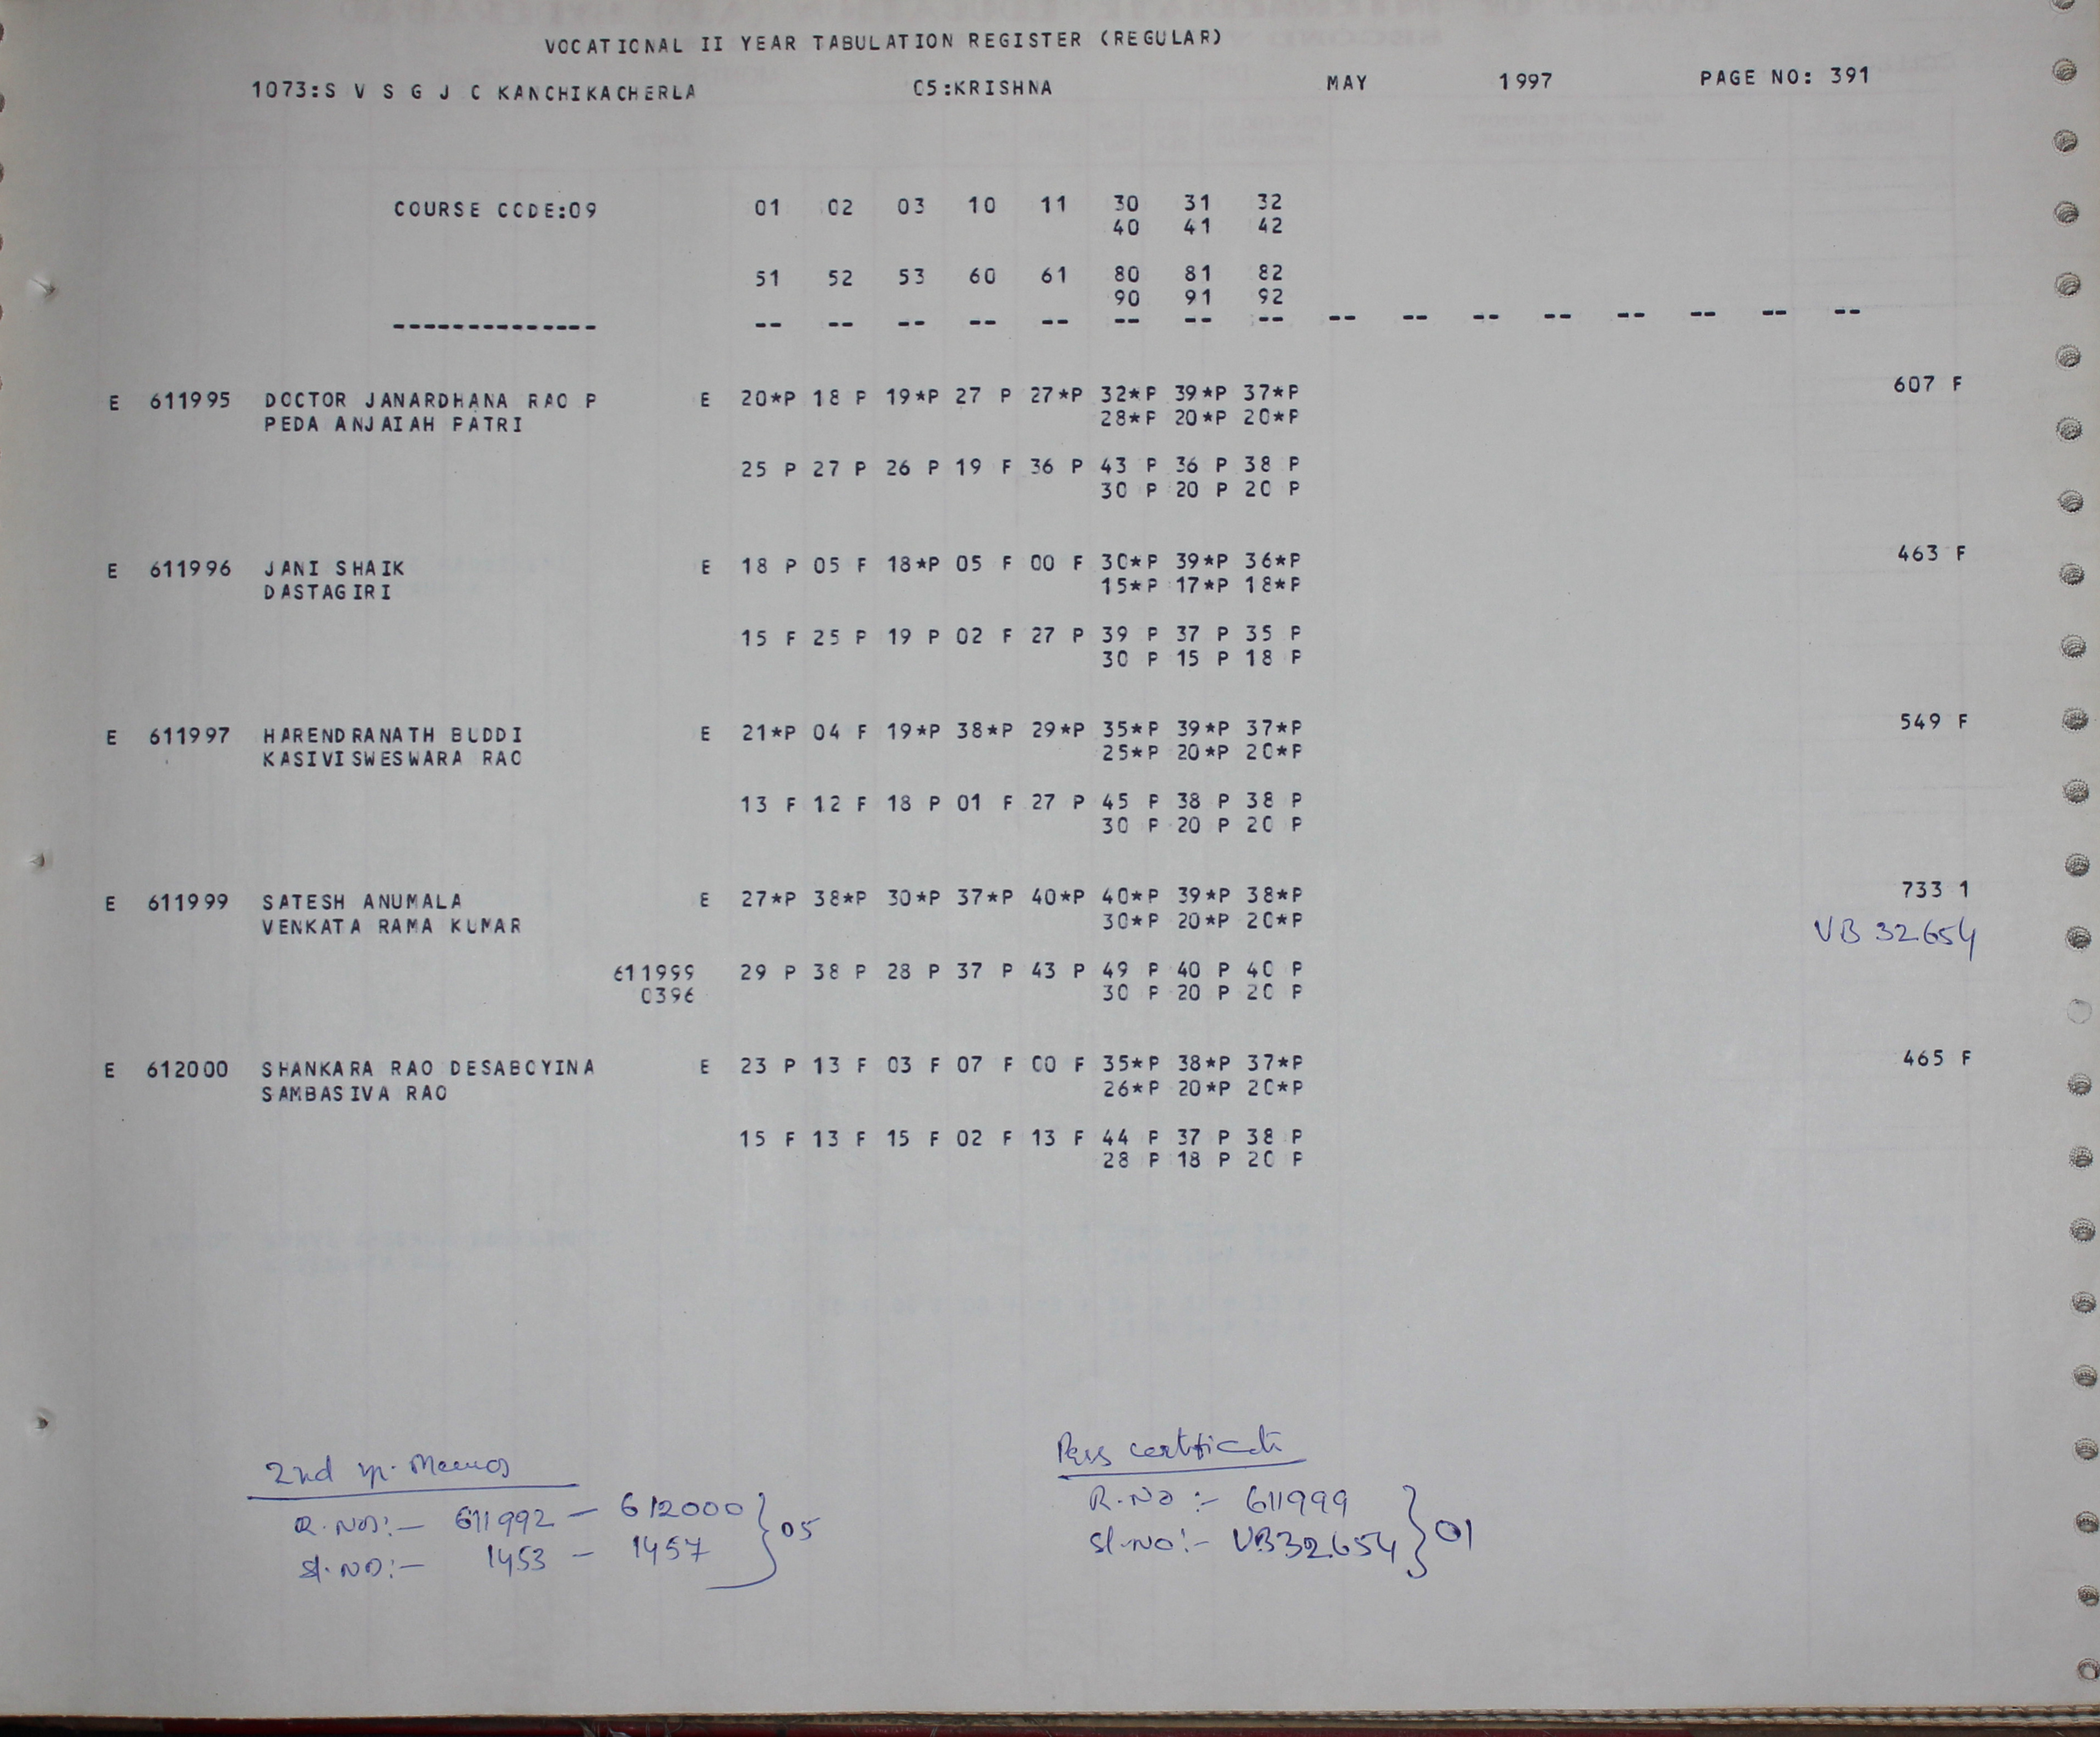 VOCATIONAL II YEAR TABULATION REGISTER (REGULAR)
1073:S V S G J C KANCHIKACHERLA 05:KRISHNA MAY 1997 PAGE NO: 391
COURSE CODE:09 01 02 03 10 11 30 31 32
40 41 42
51 52 53 60 61 80 81 82
90 91 92
-------------- -- -- -- -- -- -- -- -- -- -- -- -- -- -- -- --
E 611995 DOCTOR JANARDHANA RAO P E 20*P 18 P 19*P 27 P 27*P 32*P 39*P 37*P 607 F
PEDA ANJAIAH PATRI 28*P 20*P 20*P
25 P 27 P 26 P 19 F 36 P 43 P 36 P 38 P
30 P 20 P 20 P
E 611996 JANI SHAIK E 18 P 05 F 18*P 05 F 00 F 30*P 39*P 36*P 463 F
DASTAGIRI 15*P 17*P 18*P
15 F 25 P 19 P 02 F 27 P 39 P 37 P 35 P
30 P 15 P 18 P
E 611997 HARENDRANATH BUDDI E 21*P 04 F 19*P 38*P 29*P 35*P 39*P 37*P 549 F
KASIVISWESWARA RAO 25*P 20*P 20*P
13 F 12 F 18 P 01 F 27 P 45 P 38 P 38 P
30 P 20 P 20 P
E 611999 SATESH ANUMALA E 27*P 38*P 30*P 37*P 40*P 40*P 39*P 38*P 733 1
VENKATA RAMA KUMAR 30*P 20*P 20*P VB 32654
611999 29 P 38 P 28 P 37 P 43 P 49 P 40 P 40 P
0396 30 P 20 P 20 P
E 612000 SHANKARA RAO DESABOYINA E 23 P 13 F 03 F 07 F 00 F 35*P 38*P 37*P 465 F
SAMBASIVA RAO 26*P 20*P 20*P
15 F 13 F 15 F 02 F 13 F 44 P 37 P 38 P
28 P 18 P 20 P
2nd yr. Memos
R.NOs:- 611992 - 612000 } 05
Sl.NO:- 1453 - 1457
Pass certificate
R.NO:- 611999 } 01
Sl.NO:- VB32654